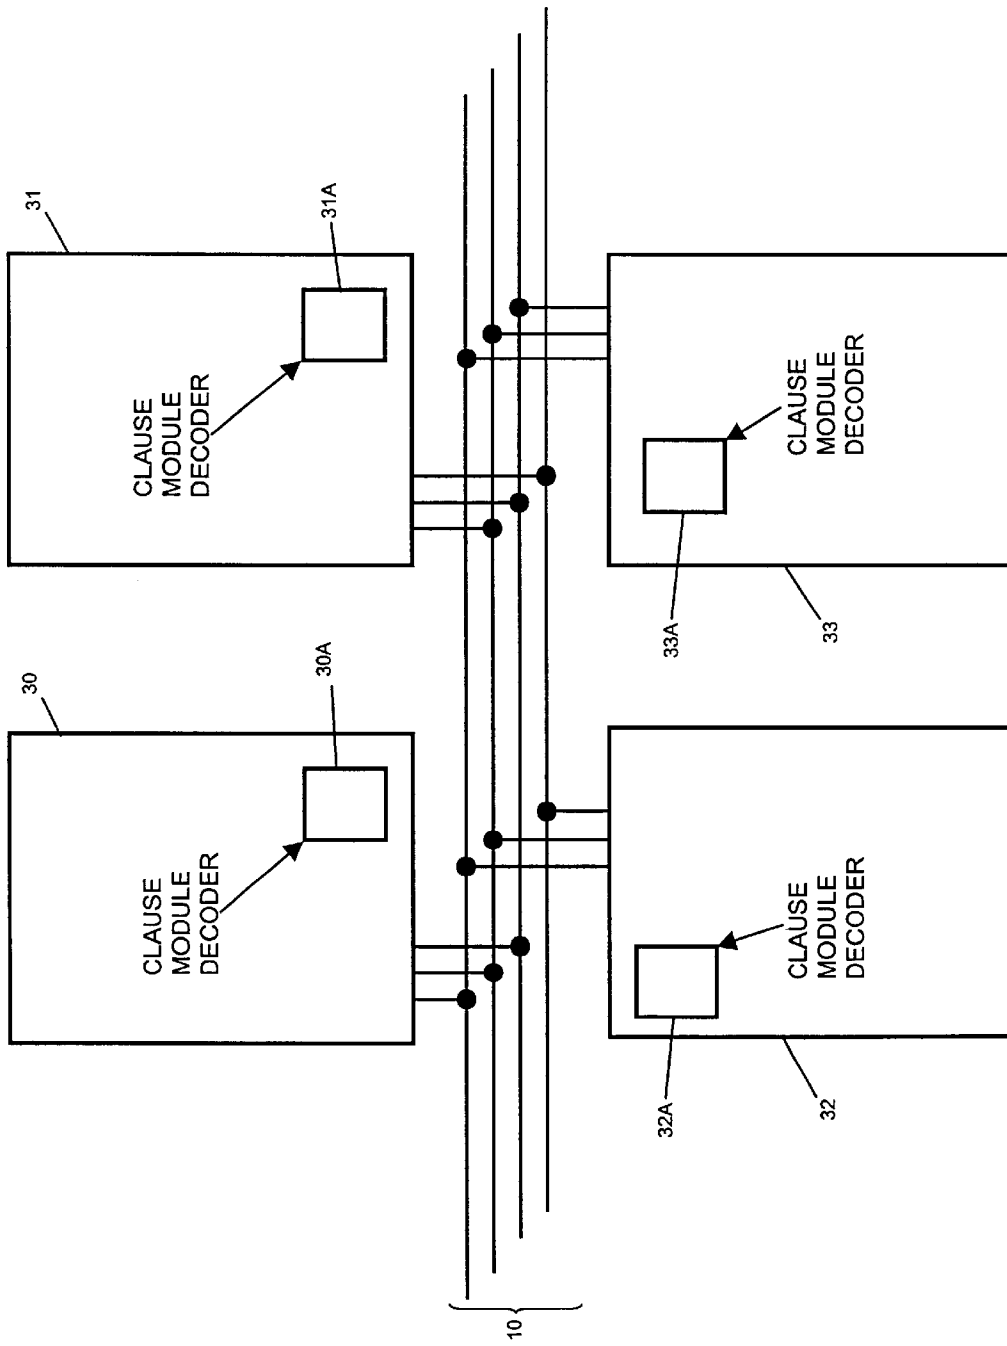 31
31A
CLAUSE
MODULE
DECODER
30
30A
CLAUSE
MODULE
DECODER
33
33A
CLAUSE
MODULE
DECODER
32
32A
CLAUSE
MODULE
DECODER
10